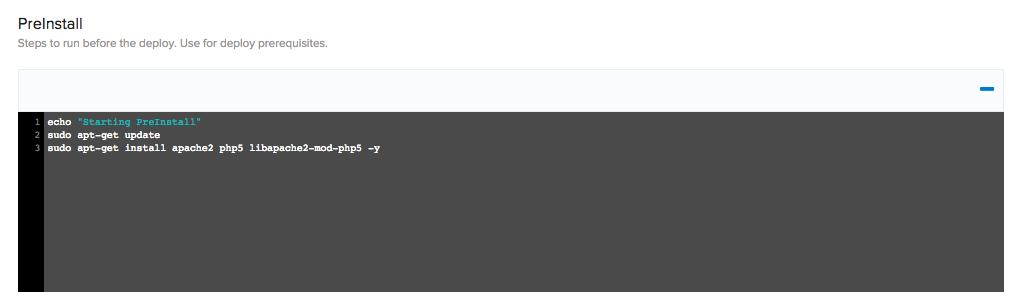 PreInstall
Steps to run before the deploy. Use for deploy prerequisites.
1 echo "Starting PreInstall"
2 sudo apt-get update
3 sudo apt-get install apache2 php5 libapache2-mod-php5 -y